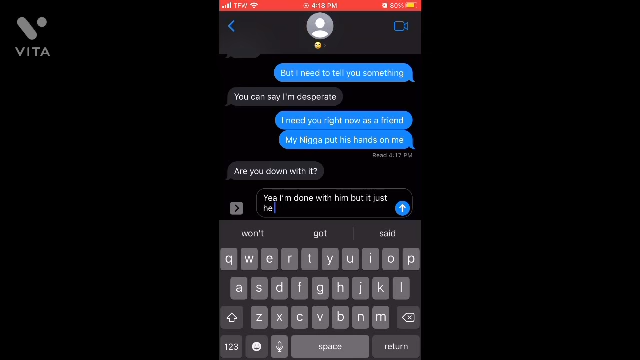 TFW
4:18 PM
80%
VITA
But I need to tell you something
You can say I'm desperate
I need you right now as a friend
My Nigga put his hands on me
Read 4:17 PM
Are you down with it?
Yea I'm done with him but it just
he
won't got said
q w e r t y u i o p
a s d f g h j k l
z x c v b n m
123 space return